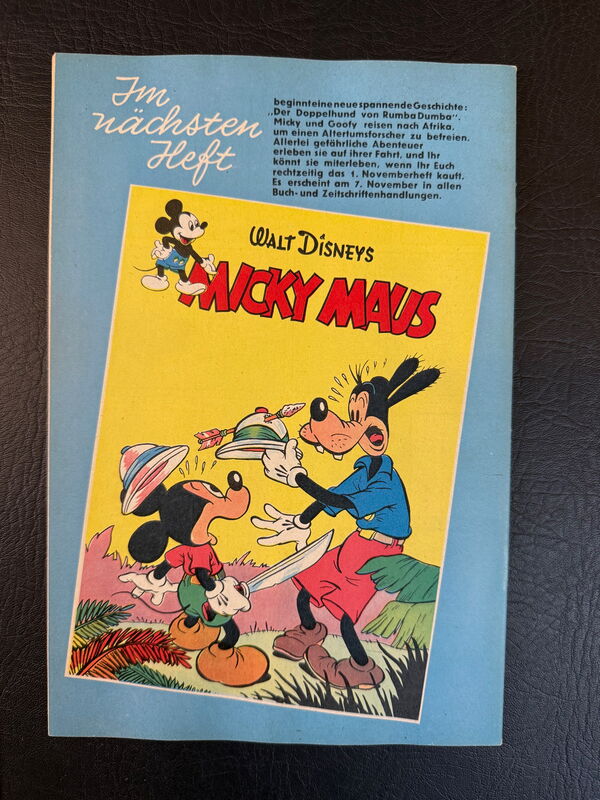 Im
nächsten
Heft
beginnt eine neue spannende Geschichte:
„Der Doppelhund von Rumba Dumba“.
Micky und Goofy reisen nach Afrika,
um einen Altertumsforscher zu befreien.
Allerlei gefährliche Abenteuer
erleben sie auf ihrer Fahrt, und Ihr
könnt sie miterleben, wenn Ihr Euch
rechtzeitig das 1. Novemberheft kauft.
Es erscheint am 7. November in allen
Buch- und Zeitschriftenhandlungen.
WALT DISNEYS
MICKY MAUS